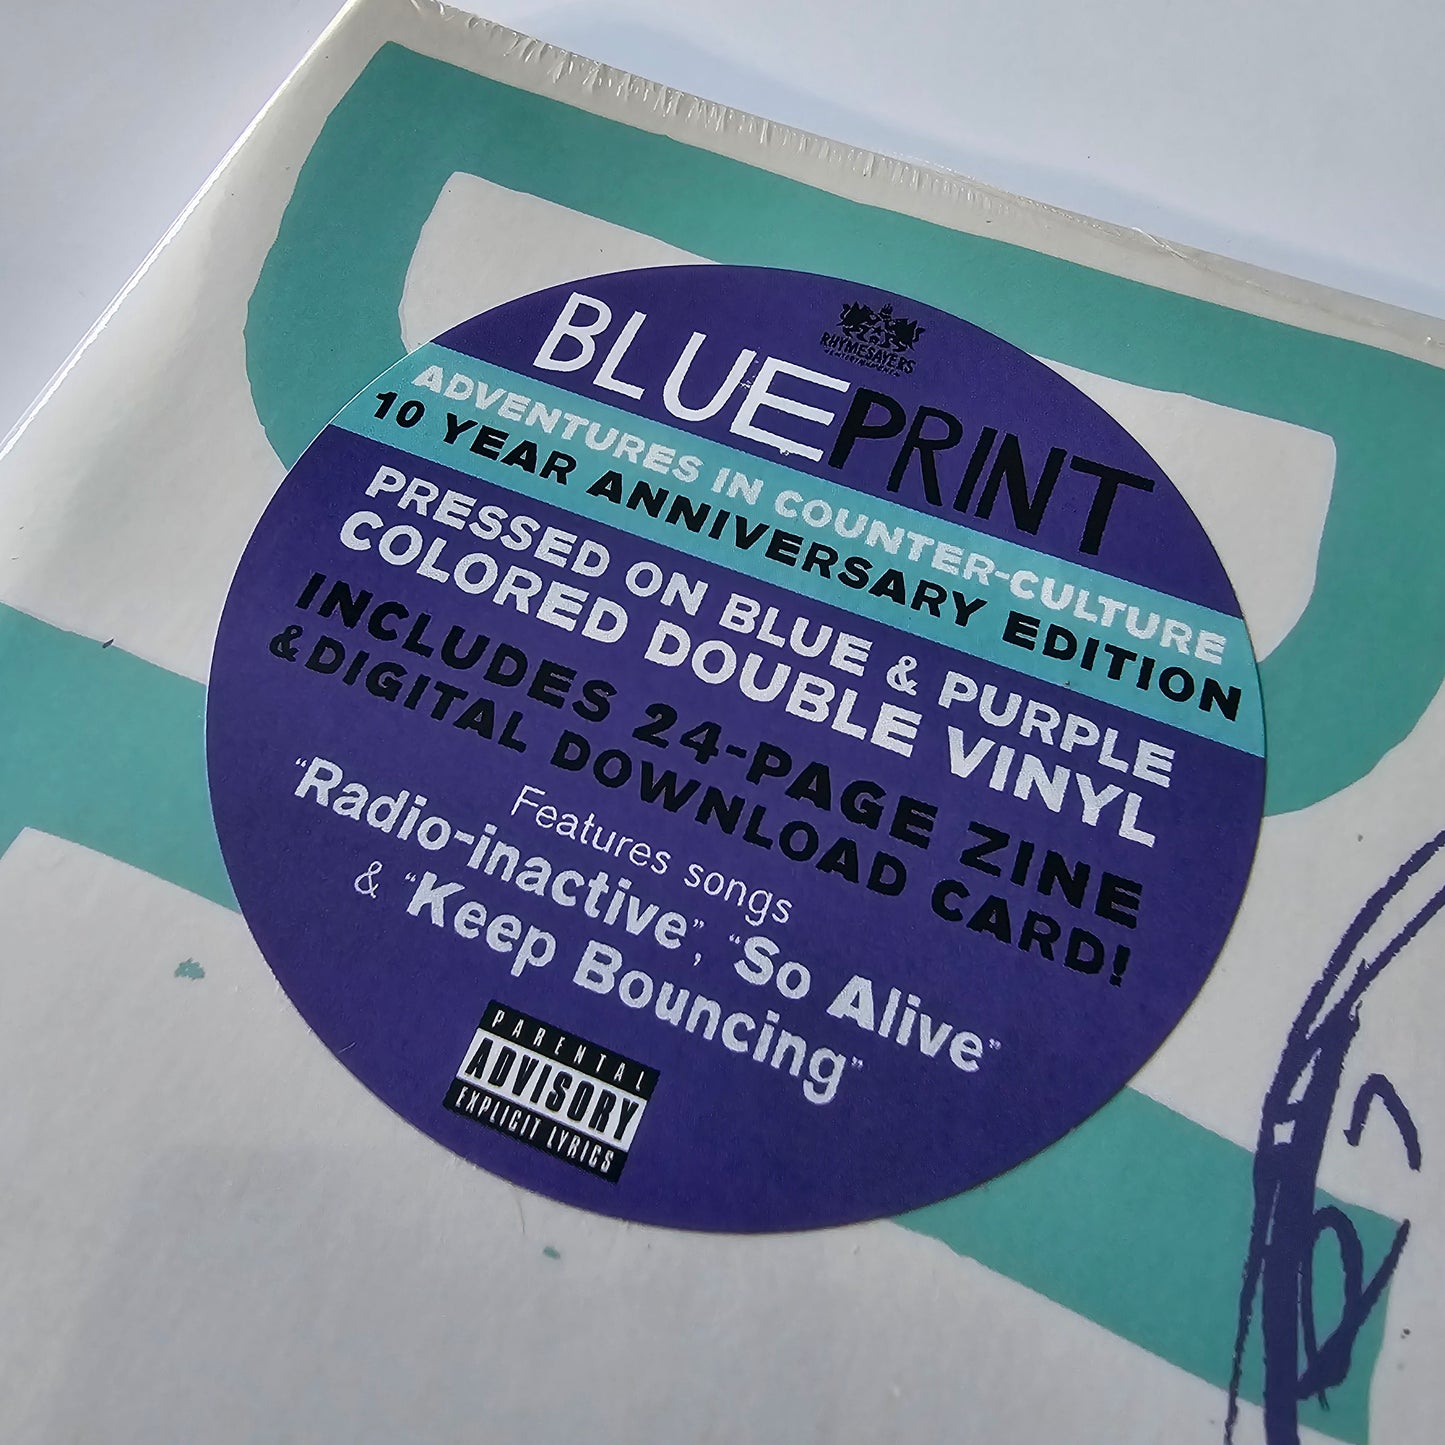 BLUEPRINT
RHYMESAYERS
ENTERTAINMENT
ADVENTURES IN COUNTER-CULTURE
10 YEAR ANNIVERSARY EDITION
PRESSED ON BLUE & PURPLE
COLORED DOUBLE VINYL
INCLUDES 24-PAGE ZINE
& DIGITAL DOWNLOAD CARD!
Features songs
“Radio-inactive”, “So Alive”
& “Keep Bouncing”
PARENTAL
ADVISORY
EXPLICIT LYRICS